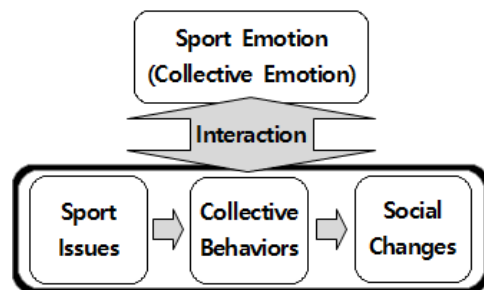 Sport Emotion
(Collective Emotion)
Interaction
Sport
Issues
Collective
Behaviors
Social
Changes